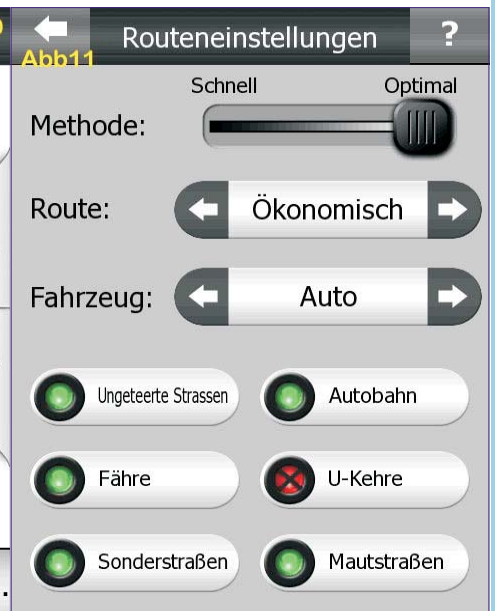 Routeneinstellungen
?
Abb11
Schnell Optimal
Methode:
Route: Ökonomisch
Fahrzeug: Auto
Ungeteerte Strassen Autobahn
Fähre U-Kehre
Sonderstraßen Mautstraßen